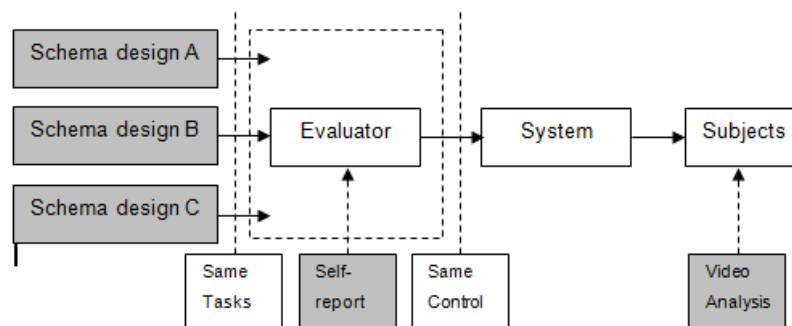 Schema design A
Schema design B
Evaluator
System
Subjects
Schema design C
Same
Tasks
Self-
report
Same
Control
Video
Analysis